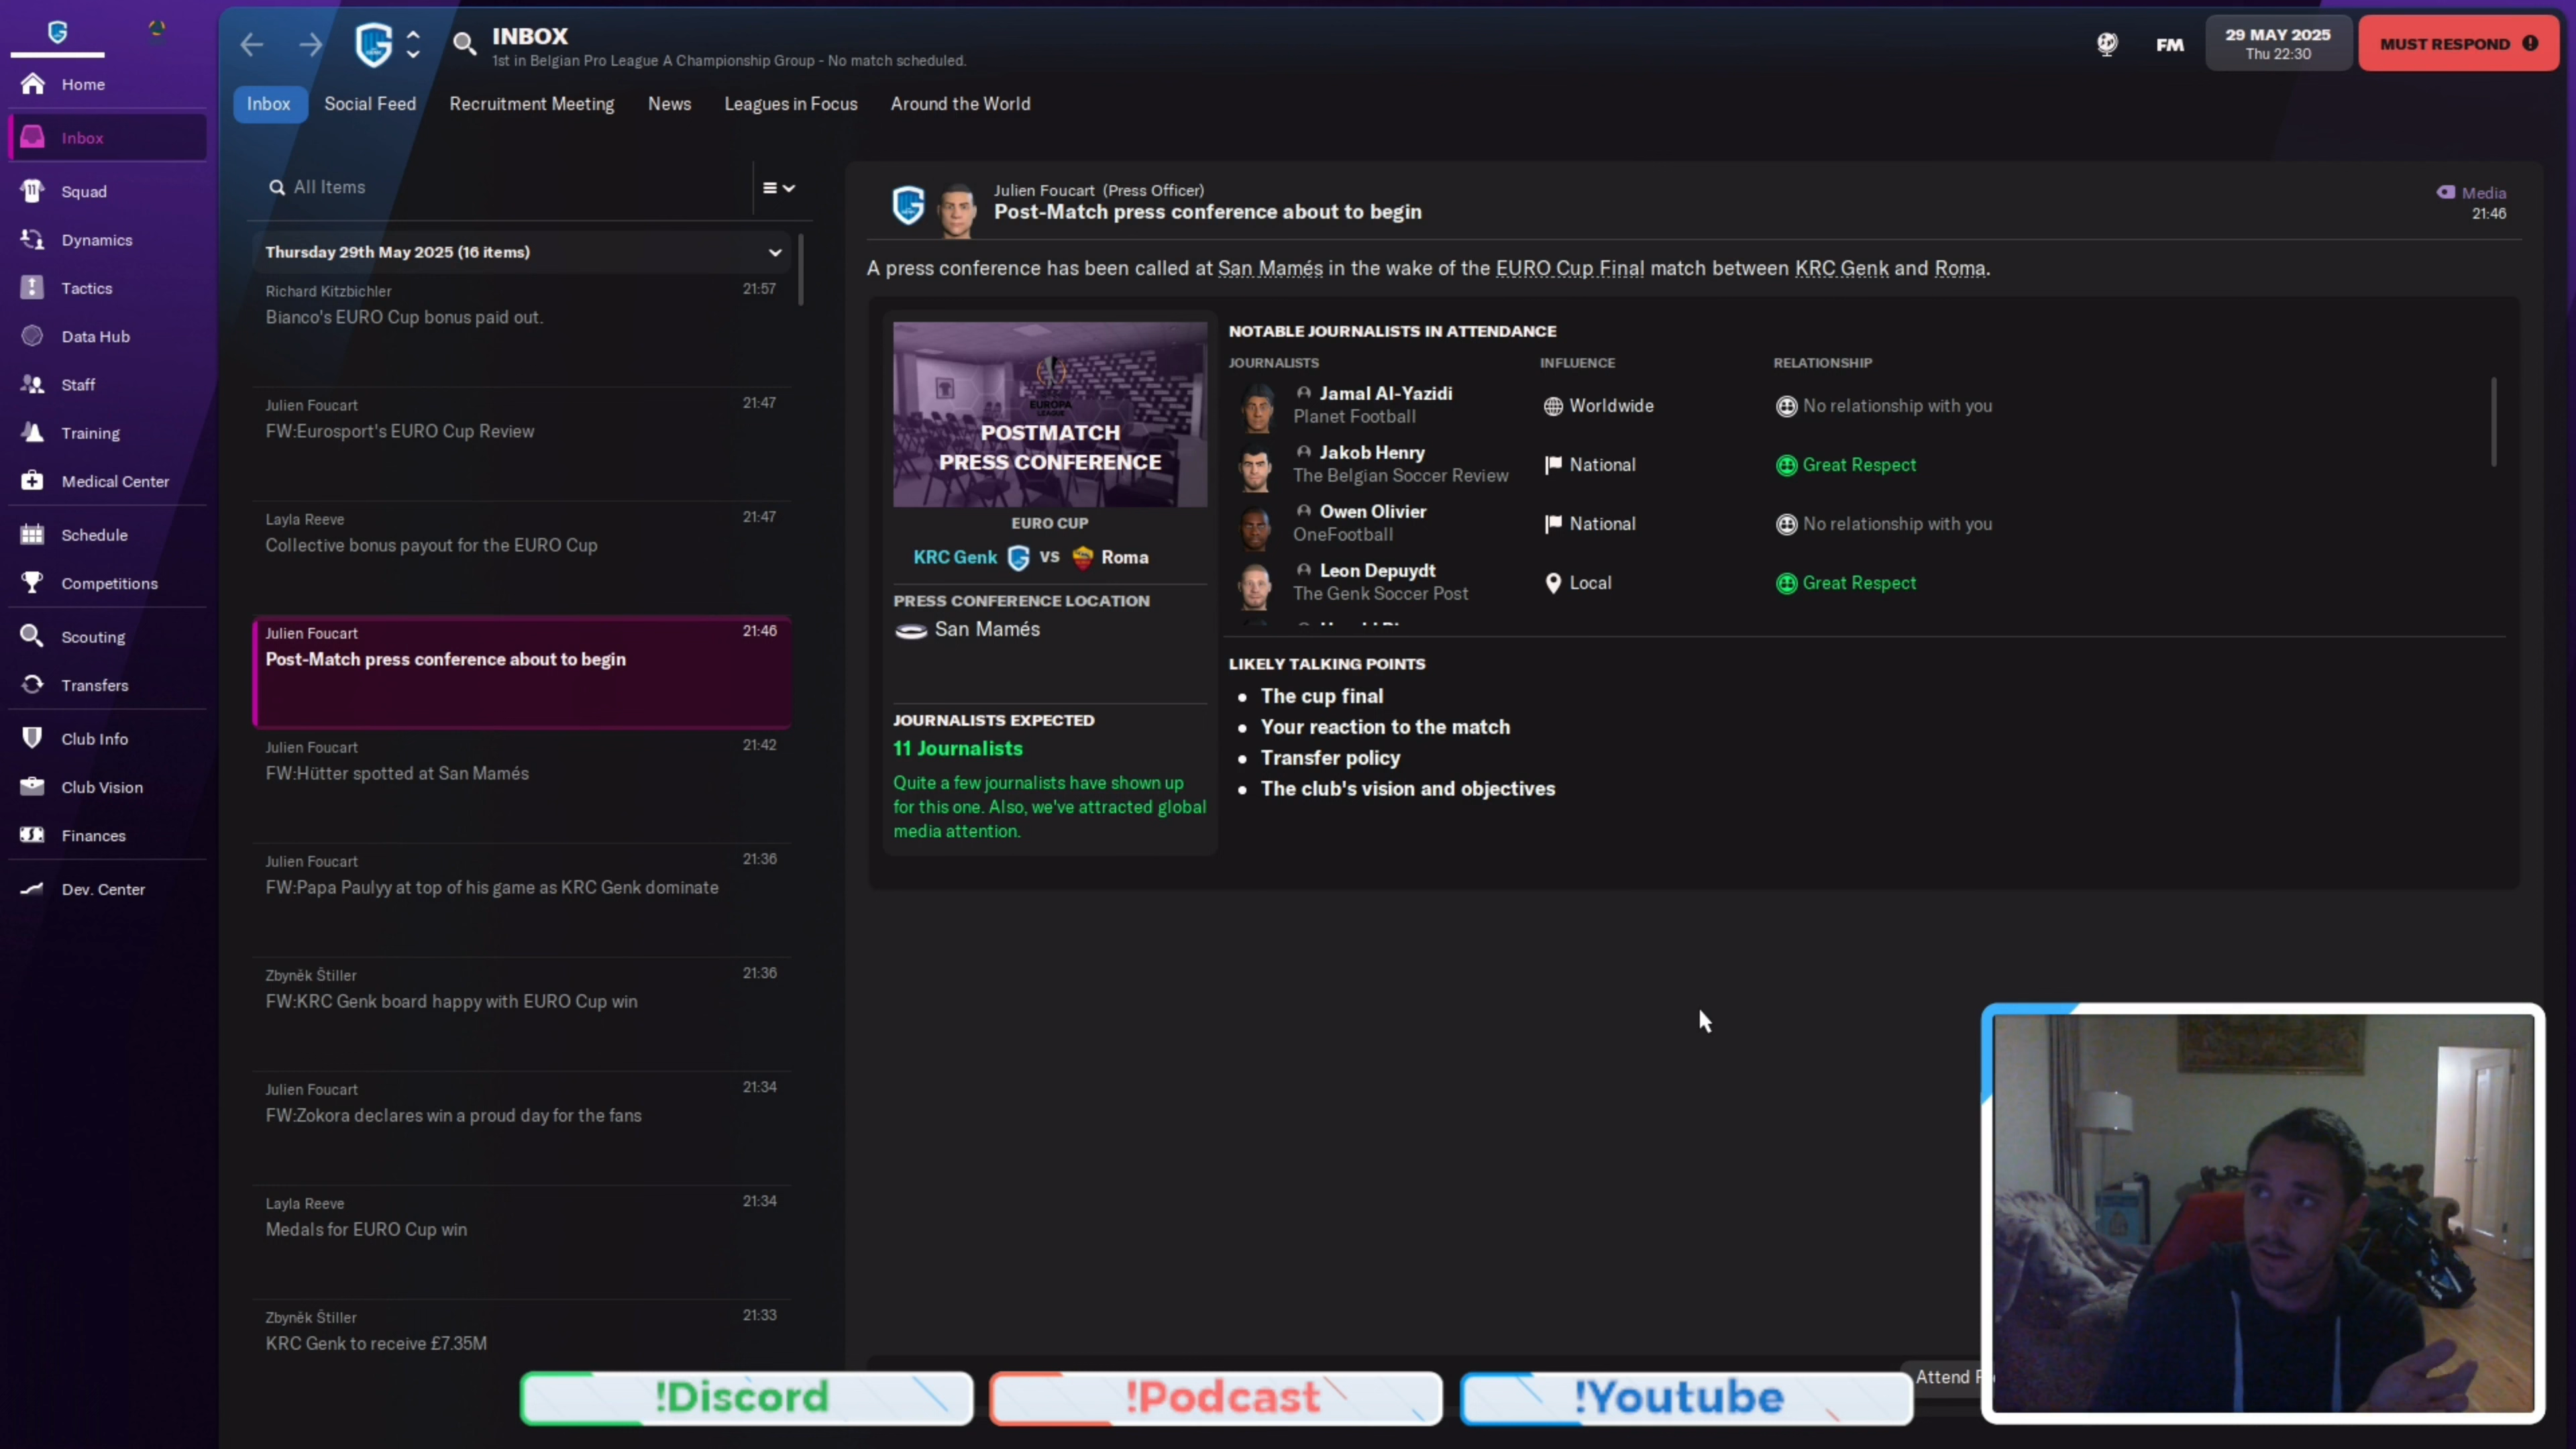 INBOX
1st in Belgian Pro League A Championship Group - No match scheduled.
FM
29 MAY 2025
Thu 22:30
MUST RESPOND
Home
Inbox
Squad
Dynamics
Tactics
Data Hub
Staff
Training
Medical Center
Schedule
Competitions
Scouting
Transfers
Club Info
Club Vision
Finances
Dev. Center
Inbox
Social Feed
Recruitment Meeting
News
Leagues in Focus
Around the World
All Items
Thursday 29th May 2025 (16 items)
Richard Kitzbichler 21:57
Bianco's EURO Cup bonus paid out.
Julien Foucart 21:47
FW:Eurosport's EURO Cup Review
Layla Reeve 21:47
Collective bonus payout for the EURO Cup
Julien Foucart 21:46
Post-Match press conference about to begin
Julien Foucart 21:42
FW:Hütter spotted at San Mamés
Julien Foucart 21:36
FW:Papa Paulyy at top of his game as KRC Genk dominate
Zbyněk Štiller 21:36
FW:KRC Genk board happy with EURO Cup win
Julien Foucart 21:34
FW:Zokora declares win a proud day for the fans
Layla Reeve 21:34
Medals for EURO Cup win
Zbyněk Štiller 21:33
KRC Genk to receive £7.35M
Julien Foucart (Press Officer)
Post-Match press conference about to begin
Media
21:46
A press conference has been called at San Mamés in the wake of the EURO Cup Final match between KRC Genk and Roma.
EUROPA
LEAGUE
POSTMATCH
PRESS CONFERENCE
EURO CUP
KRC Genk vs Roma
PRESS CONFERENCE LOCATION
San Mamés
JOURNALISTS EXPECTED
11 Journalists
Quite a few journalists have shown up
for this one. Also, we've attracted global
media attention.
NOTABLE JOURNALISTS IN ATTENDANCE
JOURNALISTS INFLUENCE RELATIONSHIP
Jamal Al-Yazidi
Planet Football
Worldwide
No relationship with you
Jakob Henry
The Belgian Soccer Review
National
Great Respect
Owen Olivier
OneFootball
National
No relationship with you
Leon Depuydt
The Genk Soccer Post
Local
Great Respect
LIKELY TALKING POINTS
The cup final
Your reaction to the match
Transfer policy
The club's vision and objectives
Attend
!Discord
!Podcast
!Youtube